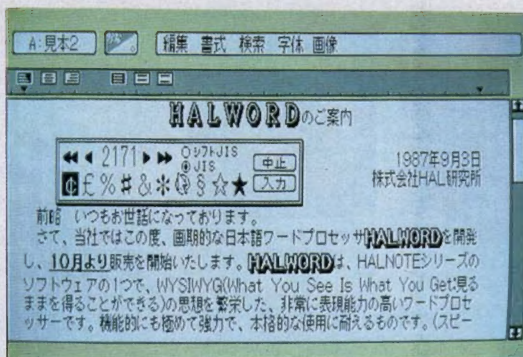 A:見本2 編集 書式 検索 字体 画像
HALWORDのご案内
2171 シフトJIS
JIS 中止
¢£%#&*§☆★ 入力
1987年9月3日
株式会社HAL研究所
前略 いつもお世話になっております。
さて、当社ではこの度、画期的な日本語ワードプロセッサHALWORDを開発
し、10月より販売を開始いたします。HALWORDは、HALNOTEシリーズの
ソフトウェアの1つで、WYSIWYG(What You See Is What You Get:見る
ままを得ることができる)の思想を繁栄した、非常に表現能力の高いワードプロセ
ッサーです。機能的にも極めて強力で、本格的な使用に耐えるものです。(スピー